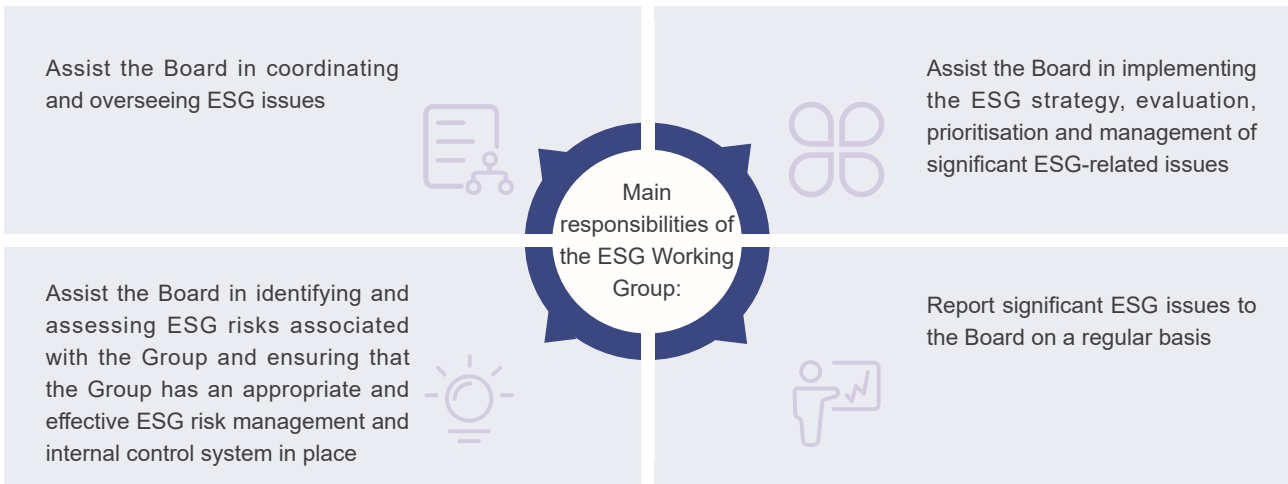 Assist the Board in coordinating
and overseeing ESG issues
Assist the Board in implementing
the ESG strategy, evaluation,
prioritisation and management of
significant ESG-related issues
Main
responsibilities of
the ESG Working
Group:
Assist the Board in identifying and
assessing ESG risks associated
with the Group and ensuring that
the Group has an appropriate and
effective ESG risk management and
internal control system in place
Report significant ESG issues to
the Board on a regular basis